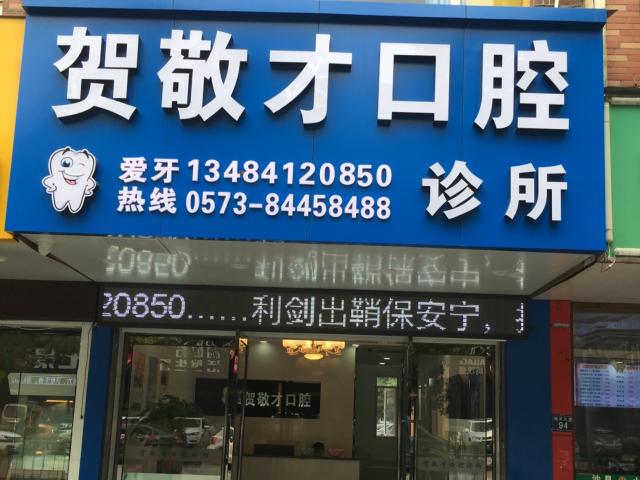 贺敬才口腔
爱牙 13484120850
热线 0573-84458488
诊所
20850......利剑出鞘保安宁，
贺敬才口腔
94